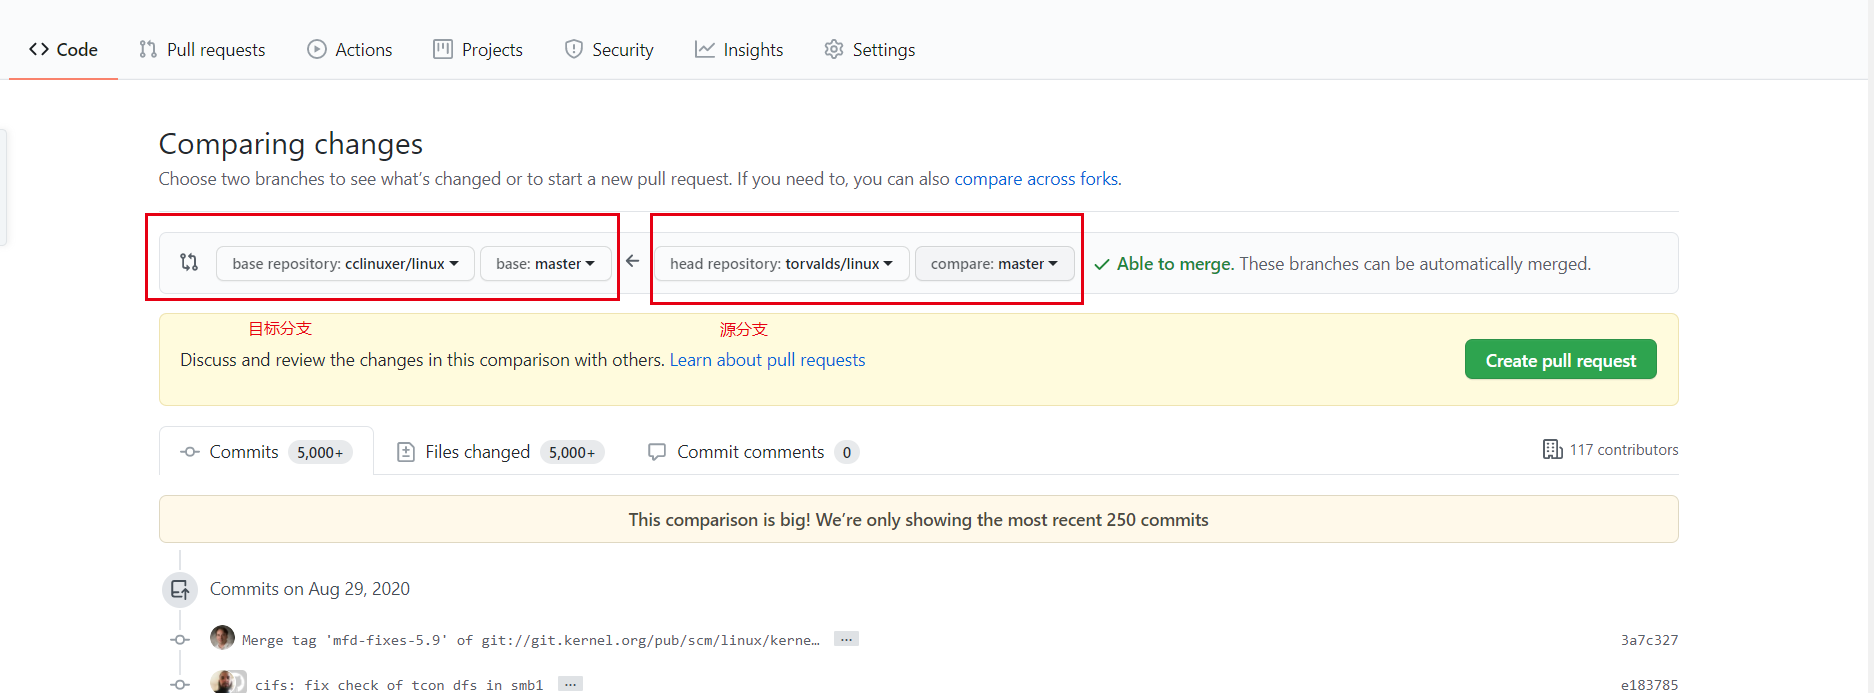 Code Pull requests Actions Projects Security Insights Settings
Comparing changes
Choose two branches to see what's changed or to start a new pull request. If you need to, you can also compare across forks.
base repository: cclinuxer/linux base: master head repository: torvalds/linux compare: master Able to merge. These branches can be automatically merged.
目标分支 源分支
Discuss and review the changes in this comparison with others. Learn about pull requests
Create pull request
Commits 5,000+ Files changed 5,000+ Commit comments 0 117 contributors
This comparison is big! We're only showing the most recent 250 commits
Commits on Aug 29, 2020
Merge tag 'mfd-fixes-5.9' of git://git.kernel.org/pub/scm/linux/kerne… … 3a7c327
cifs: fix check of tcon dfs in smb1 … e183785